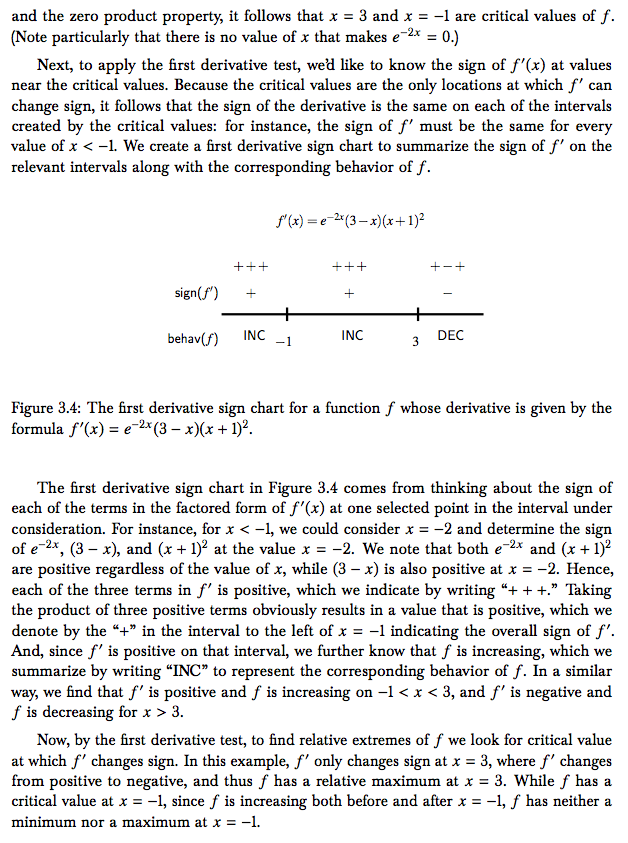 and the zero product property, it follows that x = 3 and x = −1 are critical values of f.
(Note particularly that there is no value of x that makes e⁻²ˣ = 0.)
Next, to apply the first derivative test, we'd like to know the sign of f′(x) at values
near the critical values. Because the critical values are the only locations at which f′ can
change sign, it follows that the sign of the derivative is the same on each of the intervals
created by the critical values: for instance, the sign of f′ must be the same for every
value of x < −1. We create a first derivative sign chart to summarize the sign of f′ on the
relevant intervals along with the corresponding behavior of f.
f′(x) = e⁻²ˣ(3 − x)(x + 1)²
+++ +++ +−+
sign(f′) + + −
behav(f) INC −1 INC 3 DEC
Figure 3.4: The first derivative sign chart for a function f whose derivative is given by the
formula f′(x) = e⁻²ˣ(3 − x)(x + 1)².
The first derivative sign chart in Figure 3.4 comes from thinking about the sign of
each of the terms in the factored form of f′(x) at one selected point in the interval under
consideration. For instance, for x < −1, we could consider x = −2 and determine the sign
of e⁻²ˣ, (3 − x), and (x + 1)² at the value x = −2. We note that both e⁻²ˣ and (x + 1)²
are positive regardless of the value of x, while (3 − x) is also positive at x = −2. Hence,
each of the three terms in f′ is positive, which we indicate by writing “+ + +.” Taking
the product of three positive terms obviously results in a value that is positive, which we
denote by the “+” in the interval to the left of x = −1 indicating the overall sign of f′.
And, since f′ is positive on that interval, we further know that f is increasing, which we
summarize by writing “INC” to represent the corresponding behavior of f. In a similar
way, we find that f′ is positive and f is increasing on −1 < x < 3, and f′ is negative and
f is decreasing for x > 3.
Now, by the first derivative test, to find relative extremes of f we look for critical value
at which f′ changes sign. In this example, f′ only changes sign at x = 3, where f′ changes
from positive to negative, and thus f has a relative maximum at x = 3. While f has a
critical value at x = −1, since f is increasing both before and after x = −1, f has neither a
minimum nor a maximum at x = −1.